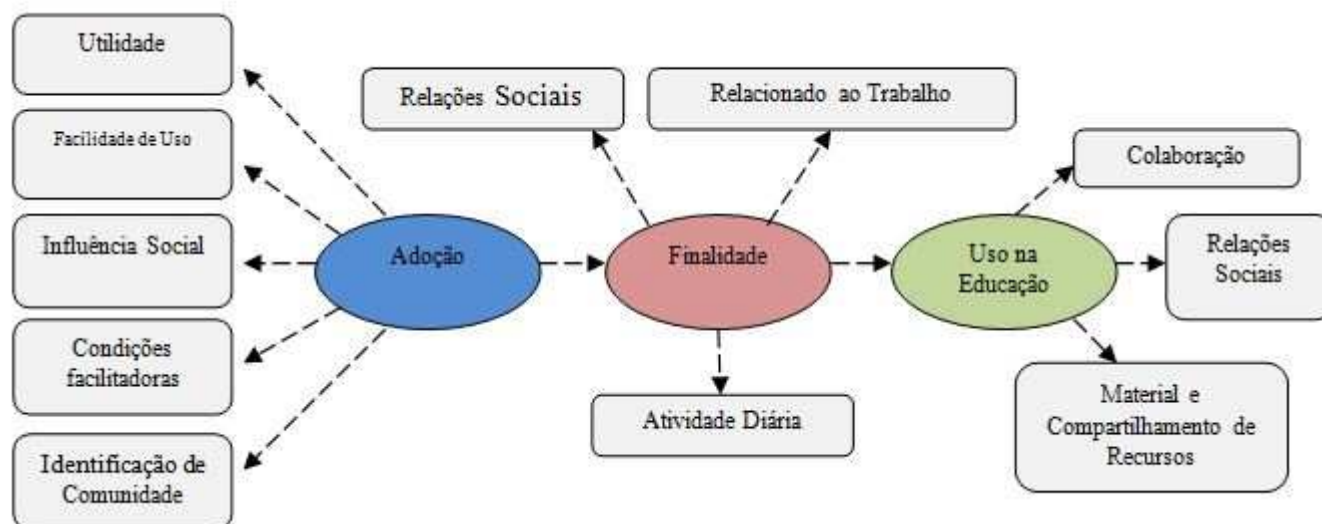 Utilidade
Facilidade de Uso
Influência Social
Condições
facilitadoras
Identificação de
Comunidade
Adoção
Relações Sociais
Relacionado ao Trabalho
Finalidade
Atividade Diária
Uso na
Educação
Colaboração
Relações
Sociais
Material e
Compartilhamento de
Recursos